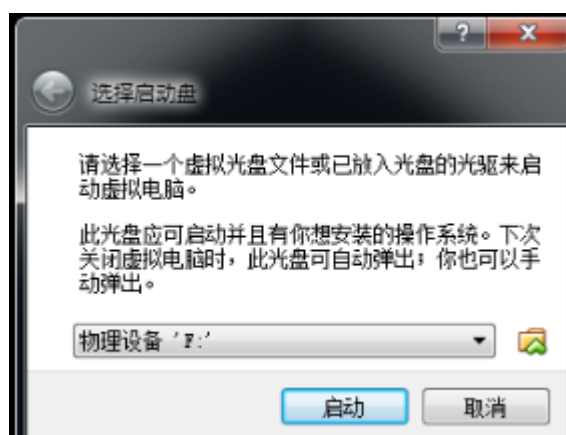 ?
选择启动盘
请选择一个虚拟光盘文件或已放入光盘的光驱来启
动虚拟电脑。
此光盘应可启动并且有你想安装的操作系统。下次
关闭虚拟电脑时，此光盘可自动弹出；你也可以手
动弹出。
物理设备 'F:'
启动 取消